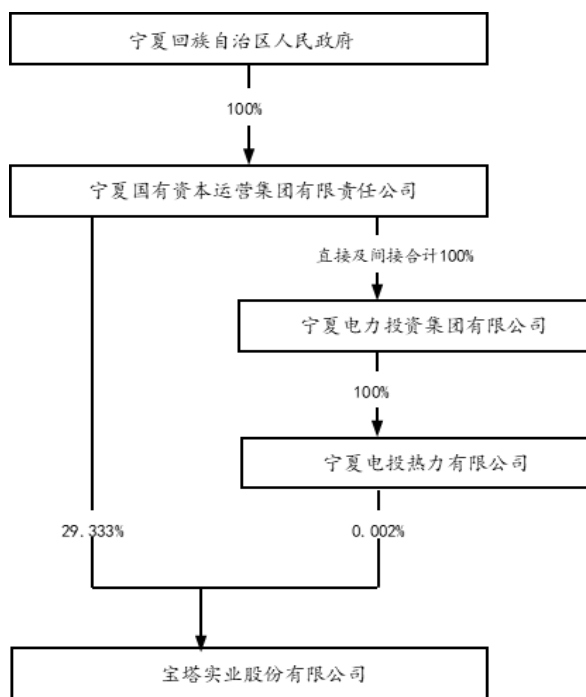 宁夏回族自治区人民政府
100%
宁夏国有资本运营集团有限责任公司
直接及间接合计100%
宁夏电力投资集团有限公司
100%
宁夏电投热力有限公司
29.333%
0.002%
宝塔实业股份有限公司